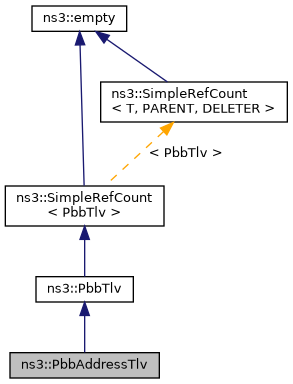 ns3::empty
ns3::SimpleRefCount
< T, PARENT, DELETER >
< PbbTlv >
ns3::SimpleRefCount
< PbbTlv >
ns3::PbbTlv
ns3::PbbAddressTlv